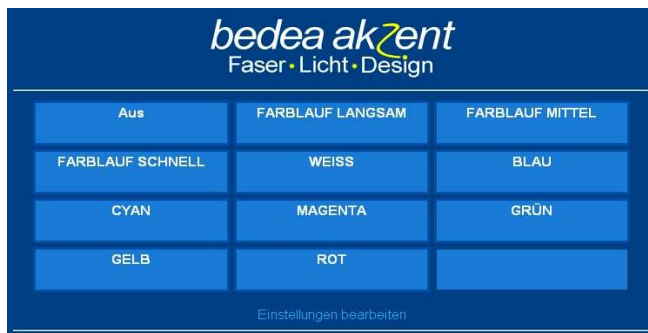 bedea akzent
Faser•Licht•Design
Aus
FARBLAUF LANGSAM
FARBLAUF MITTEL
FARBLAUF SCHNELL
WEISS
BLAU
CYAN
MAGENTA
GRÜN
GELB
ROT
Einstellungen bearbeiten